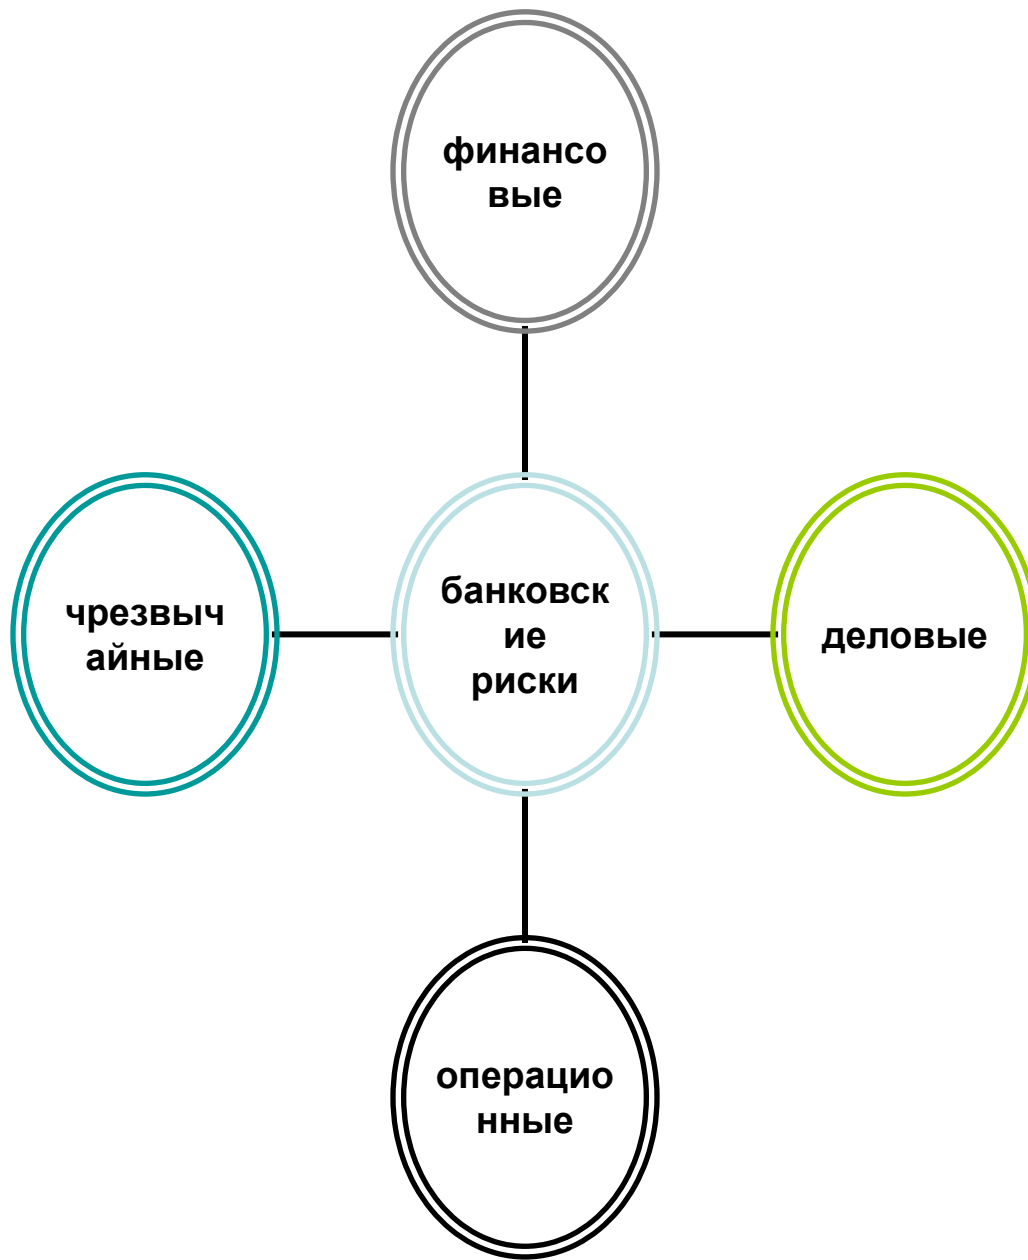 финансо
вые
чрезвыч
айные
банковск
ие
риски
деловые
операцио
нные